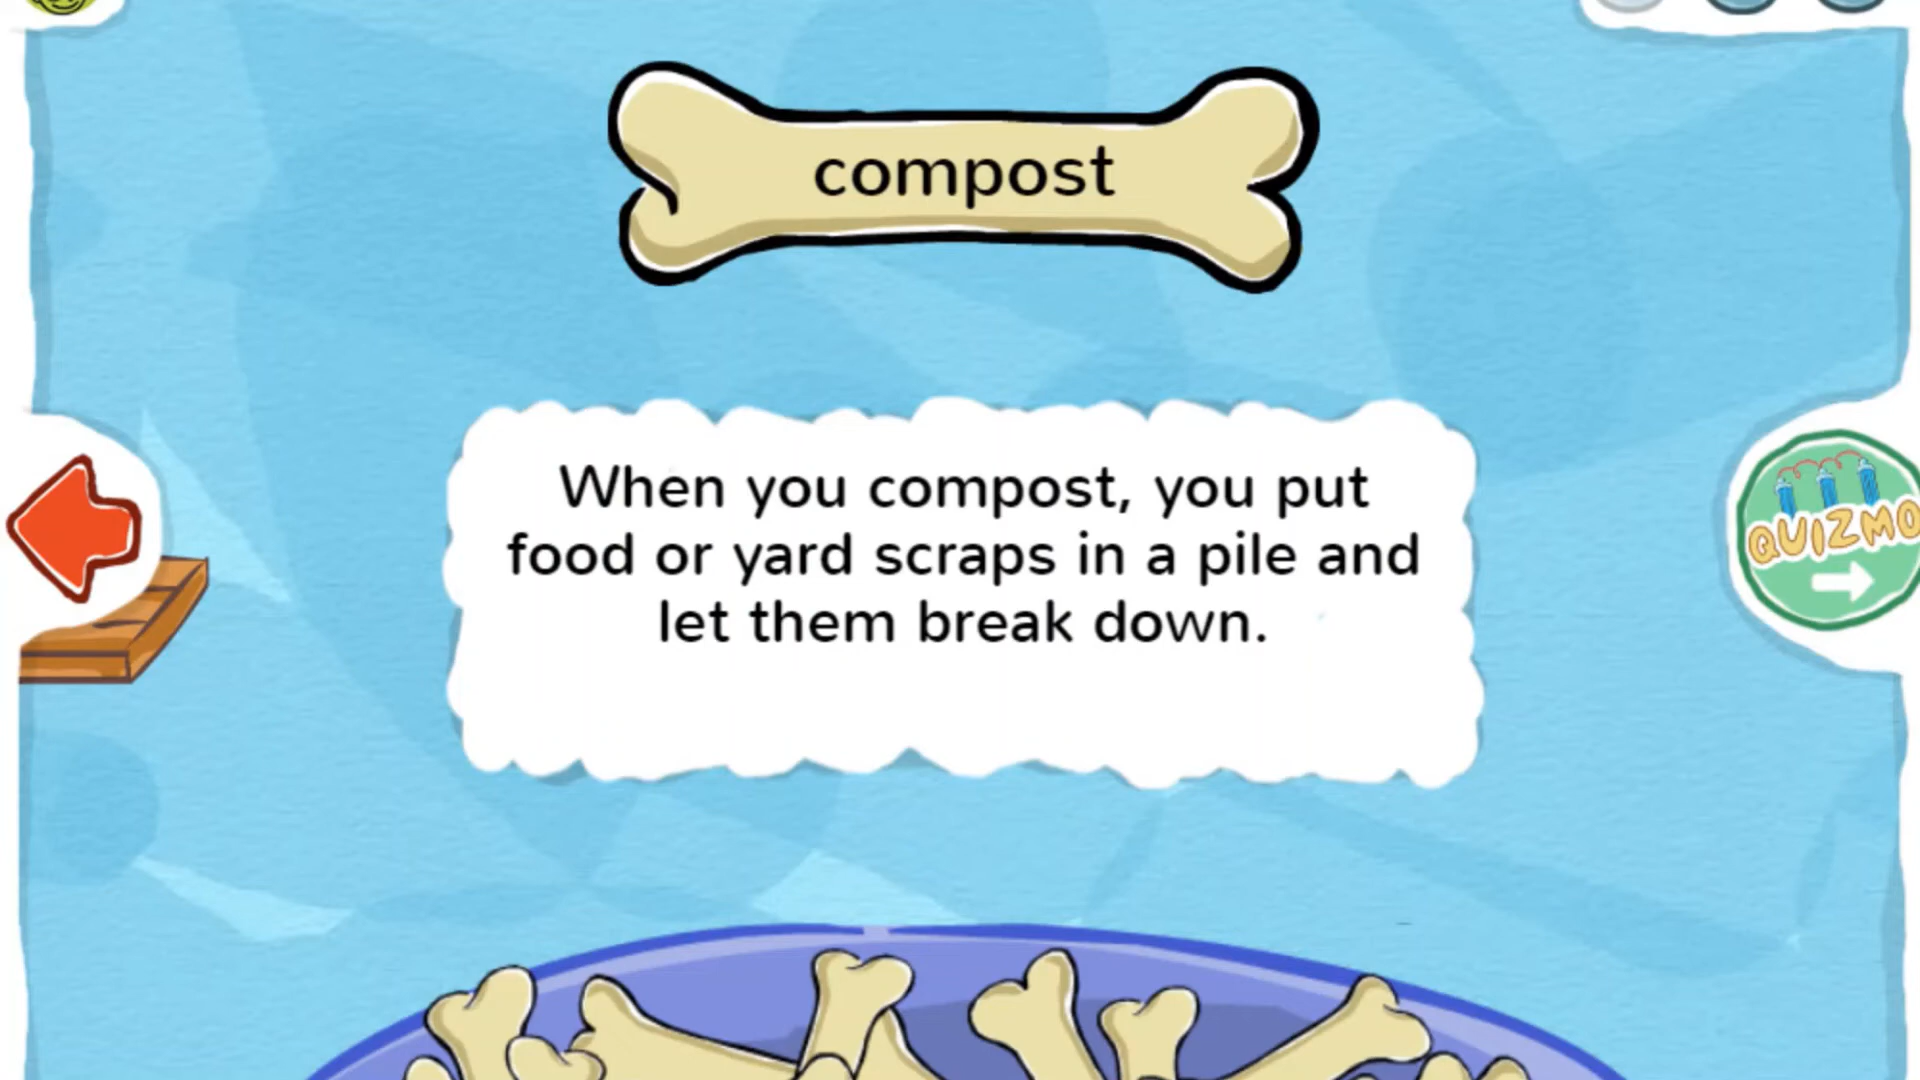 compost
When you compost, you put
food or yard scraps in a pile and
let them break down.
QUIZMO